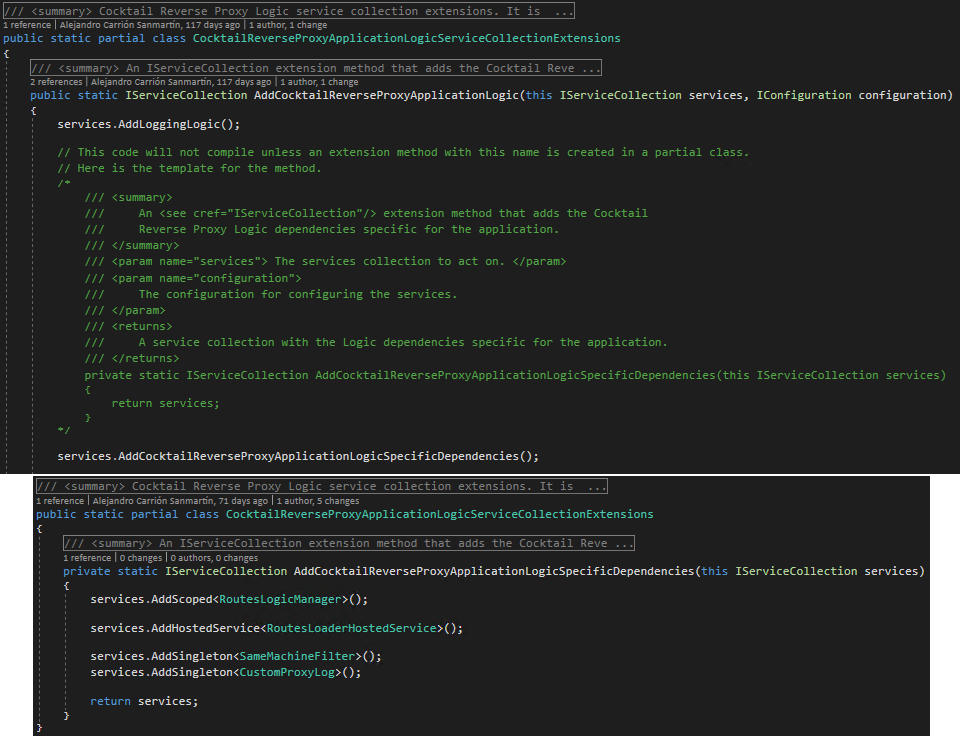 /// <summary> Cocktail Reverse Proxy Logic service collection extensions. It is  ...
1 reference | Alejandro Carrión Sanmartín, 117 days ago | 1 author, 1 change
public static partial class CocktailReverseProxyApplicationLogicServiceCollectionExtensions
{
/// <summary> An IServiceCollection extension method that adds the Cocktail Reve ...
2 references | Alejandro Carrión Sanmartín, 117 days ago | 1 author, 1 change
public static IServiceCollection AddCocktailReverseProxyApplicationLogic(this IServiceCollection services, IConfiguration configuration)
{
services.AddLoggingLogic();
// This code will not compile unless an extension method with this name is created in a partial class.
// Here is the template for the method.
/*
/// <summary>
///     An <see cref="IServiceCollection"/> extension method that adds the Cocktail
///     Reverse Proxy Logic dependencies specific for the application.
/// </summary>
/// <param name="services"> The services collection to act on. </param>
/// <param name="configuration">
///     The configuration for configuring the services.
/// </param>
/// <returns>
///     A service collection with the Logic dependencies specific for the application.
/// </returns>
private static IServiceCollection AddCocktailReverseProxyApplicationLogicSpecificDependencies(this IServiceCollection services)
{
return services;
}
*/
services.AddCocktailReverseProxyApplicationLogicSpecificDependencies();
/// <summary> Cocktail Reverse Proxy Logic service collection extensions. It is  ...
1 reference | Alejandro Carrión Sanmartín, 71 days ago | 1 author, 5 changes
public static partial class CocktailReverseProxyApplicationLogicServiceCollectionExtensions
{
/// <summary> An IServiceCollection extension method that adds the Cocktail Reve ...
1 reference | 0 changes | 0 authors, 0 changes
private static IServiceCollection AddCocktailReverseProxyApplicationLogicSpecificDependencies(this IServiceCollection services)
{
services.AddScoped<RoutesLogicManager>();
services.AddHostedService<RoutesLoaderHostedService>();
services.AddSingleton<SameMachineFilter>();
services.AddSingleton<CustomProxyLog>();
return services;
}
}